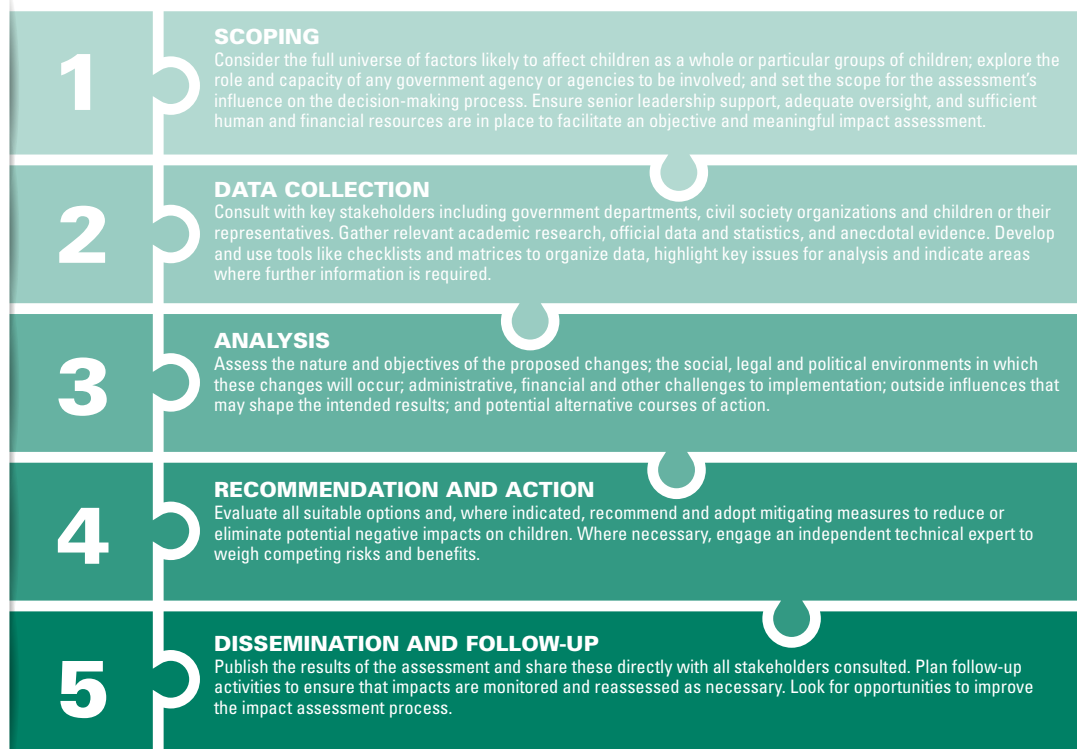 1
SCOPING
Consider the full universe of factors likely to affect children as a whole or particular groups of children; explore the
role and capacity of any government agency or agencies to be involved; and set the scope for the assessment's
influence on the decision-making process. Ensure senior leadership support, adequate oversight, and sufficient
human and financial resources are in place to facilitate an objective and meaningful impact assessment.
2
DATA COLLECTION
Consult with key stakeholders including government departments, civil society organizations and children or their
representatives. Gather relevant academic research, official data and statistics, and anecdotal evidence. Develop
and use tools like checklists and matrices to organize data, highlight key issues for analysis and indicate areas
where further information is required.
3
ANALYSIS
Assess the nature and objectives of the proposed changes; the social, legal and political environments in which
these changes will occur; administrative, financial and other challenges to implementation; outside influences that
may shape the intended results; and potential alternative courses of action.
4
RECOMMENDATION AND ACTION
Evaluate all suitable options and, where indicated, recommend and adopt mitigating measures to reduce or
eliminate potential negative impacts on children. Where necessary, engage an independent technical expert to
weigh competing risks and benefits.
5
DISSEMINATION AND FOLLOW-UP
Publish the results of the assessment and share these directly with all stakeholders consulted. Plan follow-up
activities to ensure that impacts are monitored and reassessed as necessary. Look for opportunities to improve
the impact assessment process.